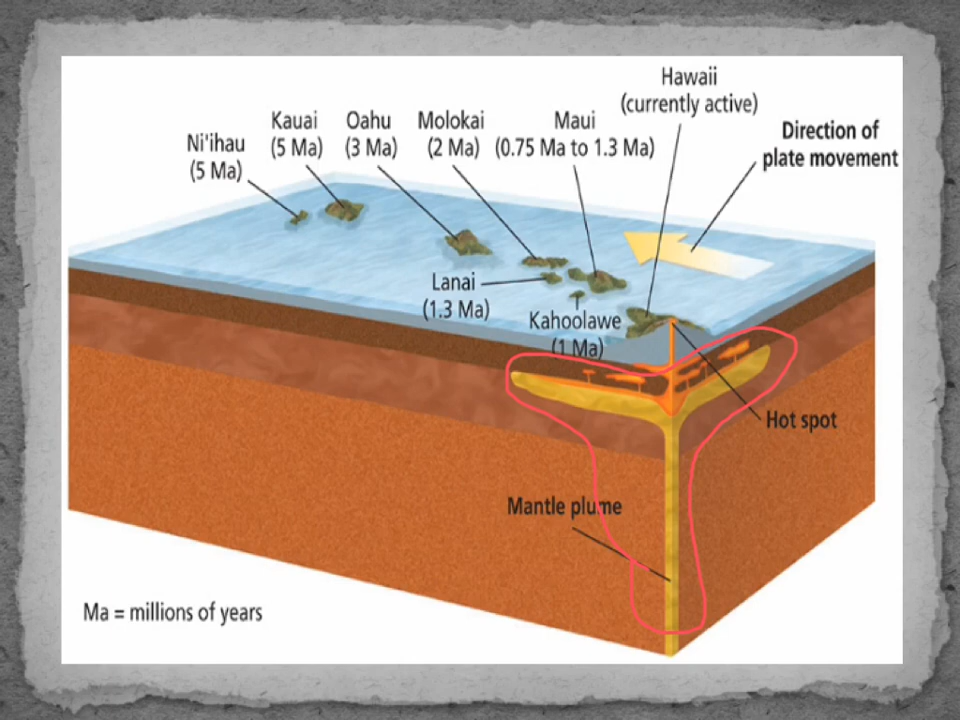 Hawaii
(currently active)
Kauai
(5 Ma)
Oahu
(3 Ma)
Molokai
(2 Ma)
Maui
(0.75 Ma to 1.3 Ma)
Direction of
plate movement
Ni'ihau
(5 Ma)
Lanai
(1.3 Ma)
Kahoolawe
(1 Ma)
Hot spot
Mantle plume
Ma = millions of years